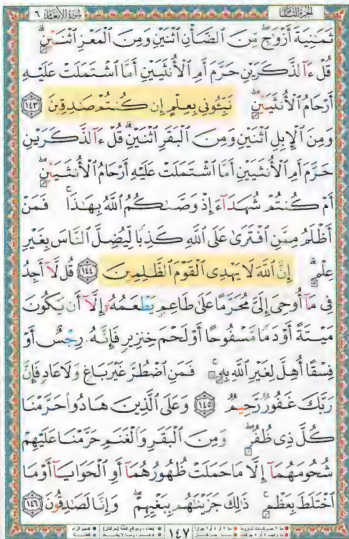 الجزء الثامن سورة الأنعام ٦
ثَمَٰنِيَةَ أَزْوَٰجٍۖ مِّنَ ٱلضَّأْنِ ٱثْنَيْنِ وَمِنَ ٱلْمَعْزِ ٱثْنَيْنِۗ
قُلْ ءَآلذَّكَرَيْنِ حَرَّمَ أَمِ ٱلْأُنثَيَيْنِ أَمَّا ٱشْتَمَلَتْ عَلَيْهِ
أَرْحَامُ ٱلْأُنثَيَيْنِۖ نَبِّـُٔونِى بِعِلْمٍ إِن كُنتُمْ صَٰدِقِينَ ١٤٣
وَمِنَ ٱلْإِبِلِ ٱثْنَيْنِ وَمِنَ ٱلْبَقَرِ ٱثْنَيْنِۗ قُلْ ءَآلذَّكَرَيْنِ
حَرَّمَ أَمِ ٱلْأُنثَيَيْنِ أَمَّا ٱشْتَمَلَتْ عَلَيْهِ أَرْحَامُ ٱلْأُنثَيَيْنِۖ
أَمْ كُنتُمْ شُهَدَآءَ إِذْ وَصَّىٰكُمُ ٱللَّهُ بِهَٰذَاۚ فَمَنْ
أَظْلَمُ مِمَّنِ ٱفْتَرَىٰ عَلَى ٱللَّهِ كَذِبًا لِّيُضِلَّ ٱلنَّاسَ بِغَيْرِ
عِلْمٍۗ إِنَّ ٱللَّهَ لَا يَهْدِى ٱلْقَوْمَ ٱلظَّٰلِمِينَ ١٤٤ قُل لَّآ أَجِدُ
فِى مَآ أُوحِىَ إِلَىَّ مُحَرَّمًا عَلَىٰ طَاعِمٍ يَطْعَمُهُۥٓ إِلَّآ أَن يَكُونَ
مَيْتَةً أَوْ دَمًا مَّسْفُوحًا أَوْ لَحْمَ خِنزِيرٍ فَإِنَّهُۥ رِجْسٌ أَوْ
فِسْقًا أُهِلَّ لِغَيْرِ ٱللَّهِ بِهِۦۚ فَمَنِ ٱضْطُرَّ غَيْرَ بَاغٍ وَلَا عَادٍ فَإِنَّ
رَبَّكَ غَفُورٌ رَّحِيمٌ ١٤٥ وَعَلَى ٱلَّذِينَ هَادُوا۟ حَرَّمْنَا
كُلَّ ذِى ظُفُرٍۖ وَمِنَ ٱلْبَقَرِ وَٱلْغَنَمِ حَرَّمْنَا عَلَيْهِمْ
شُحُومَهُمَآ إِلَّا مَا حَمَلَتْ ظُهُورُهُمَآ أَوِ ٱلْحَوَايَآ أَوْ مَا
ٱخْتَلَطَ بِعَظْمٍۚ ذَٰلِكَ جَزَيْنَٰهُم بِبَغْيِهِمْۖ وَإِنَّا لَصَٰدِقُونَ ١٤٦
١٤٧